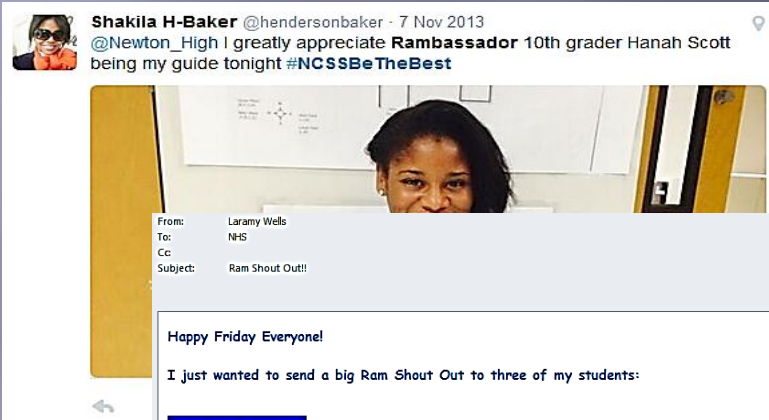 Shakila H-Baker @hendersonbaker · 7 Nov 2013
@Newton_High I greatly appreciate Rambassador 10th grader Hanah Scott
being my guide tonight #NCSSBeTheBest
From: Laramy Wells
To: NHS
Cc:
Subject: Ram Shout Out!!
Happy Friday Everyone!
I just wanted to send a big Ram Shout Out to three of my students: